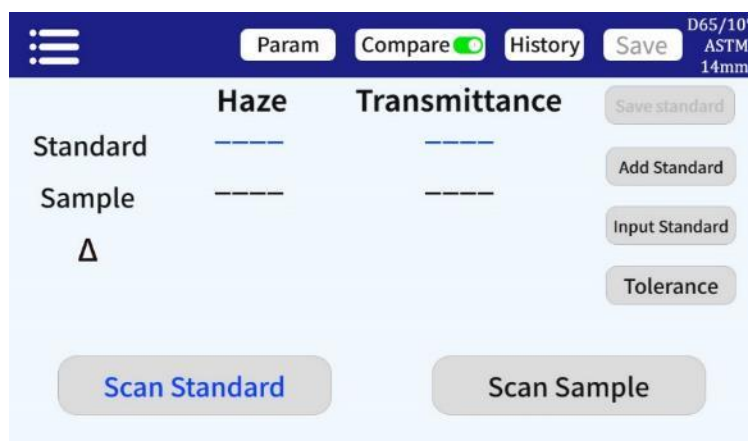 Param Compare History Save D65/10°
ASTM
14mm
Haze Transmittance Save standard
Standard ---- ----
Add Standard
Sample ---- ----
Input Standard
Δ
Tolerance
Scan Standard Scan Sample